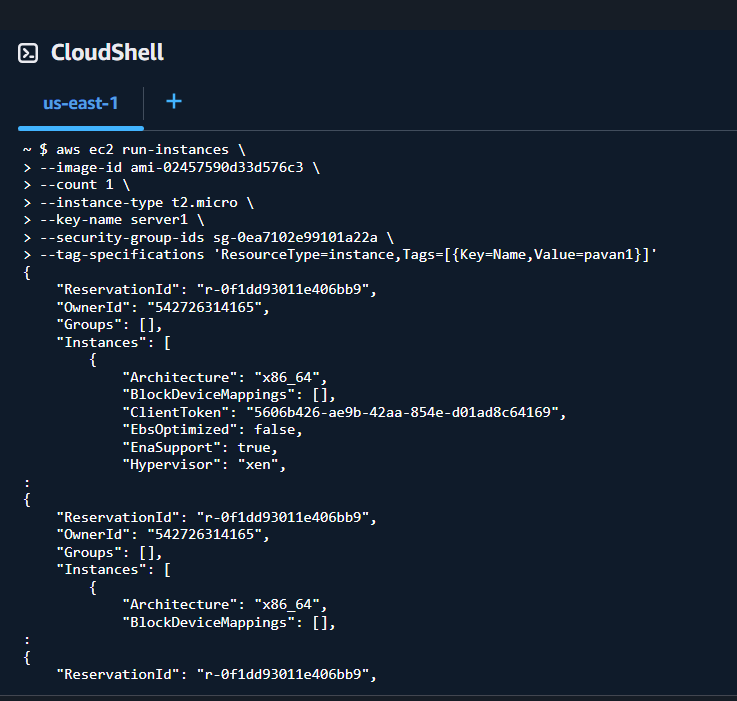 CloudShell
us-east-1 +
~ $ aws ec2 run-instances \
> --image-id ami-02457590d33d576c3 \
> --count 1 \
> --instance-type t2.micro \
> --key-name server1 \
> --security-group-ids sg-0ea7102e99101a22a \
> --tag-specifications 'ResourceType=instance,Tags=[{Key=Name,Value=pavan1}]'
{
    "ReservationId": "r-0f1dd93011e406bb9",
    "OwnerId": "542726314165",
    "Groups": [],
    "Instances": [
        {
            "Architecture": "x86_64",
            "BlockDeviceMappings": [],
            "ClientToken": "5606b426-ae9b-42aa-854e-d01ad8c64169",
            "EbsOptimized": false,
            "EnaSupport": true,
            "Hypervisor": "xen",
:
{
    "ReservationId": "r-0f1dd93011e406bb9",
    "OwnerId": "542726314165",
    "Groups": [],
    "Instances": [
        {
            "Architecture": "x86_64",
            "BlockDeviceMappings": [],
:
{
    "ReservationId": "r-0f1dd93011e406bb9",